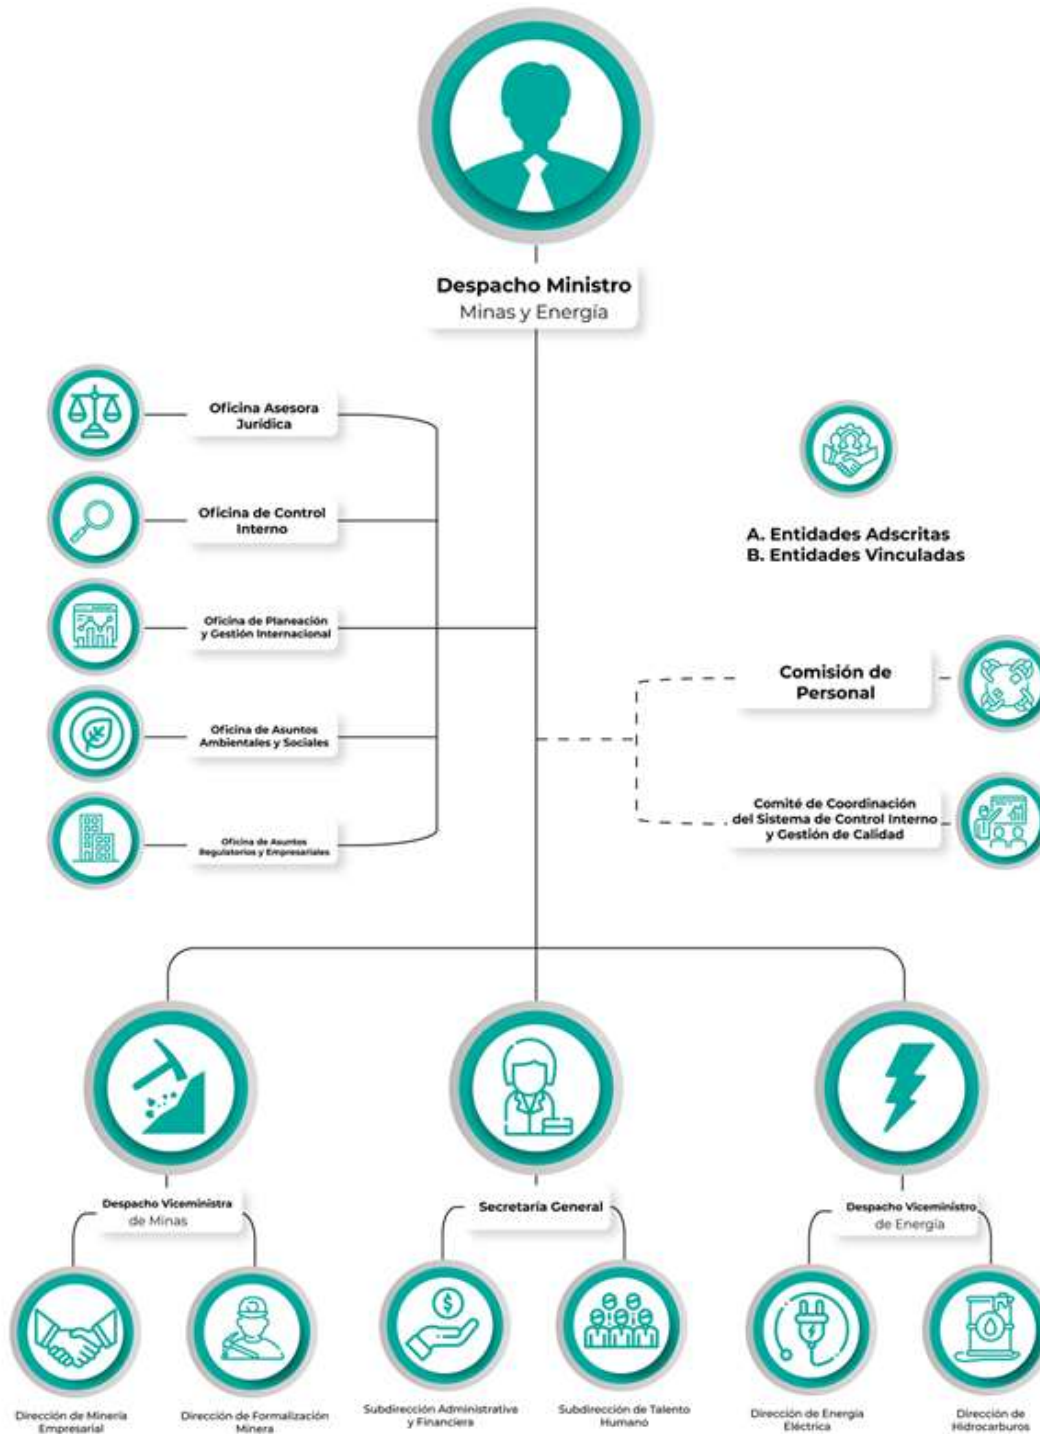 Despacho Ministro
Minas y Energía
Oficina Asesora
Jurídica
Oficina de Control
Interno
Oficina de Planeación
y Gestión Internacional
Oficina de Asuntos
Ambientales y Sociales
Oficina de Asuntos
Regulatorios y Empresariales
A. Entidades Adscritas
B. Entidades Vinculadas
Comisión de
Personal
Comité de Coordinación
del Sistema de Control Interno
y Gestión de Calidad
Despacho Viceministra
de Minas
Secretaría General
Despacho Viceministro
de Energía
Dirección de Minería
Empresarial
Dirección de Formalización
Minera
Subdirección Administrativa
y Financiera
Subdirección de Talento
Humano
Dirección de Energía
Eléctrica
Dirección de
Hidrocarburos